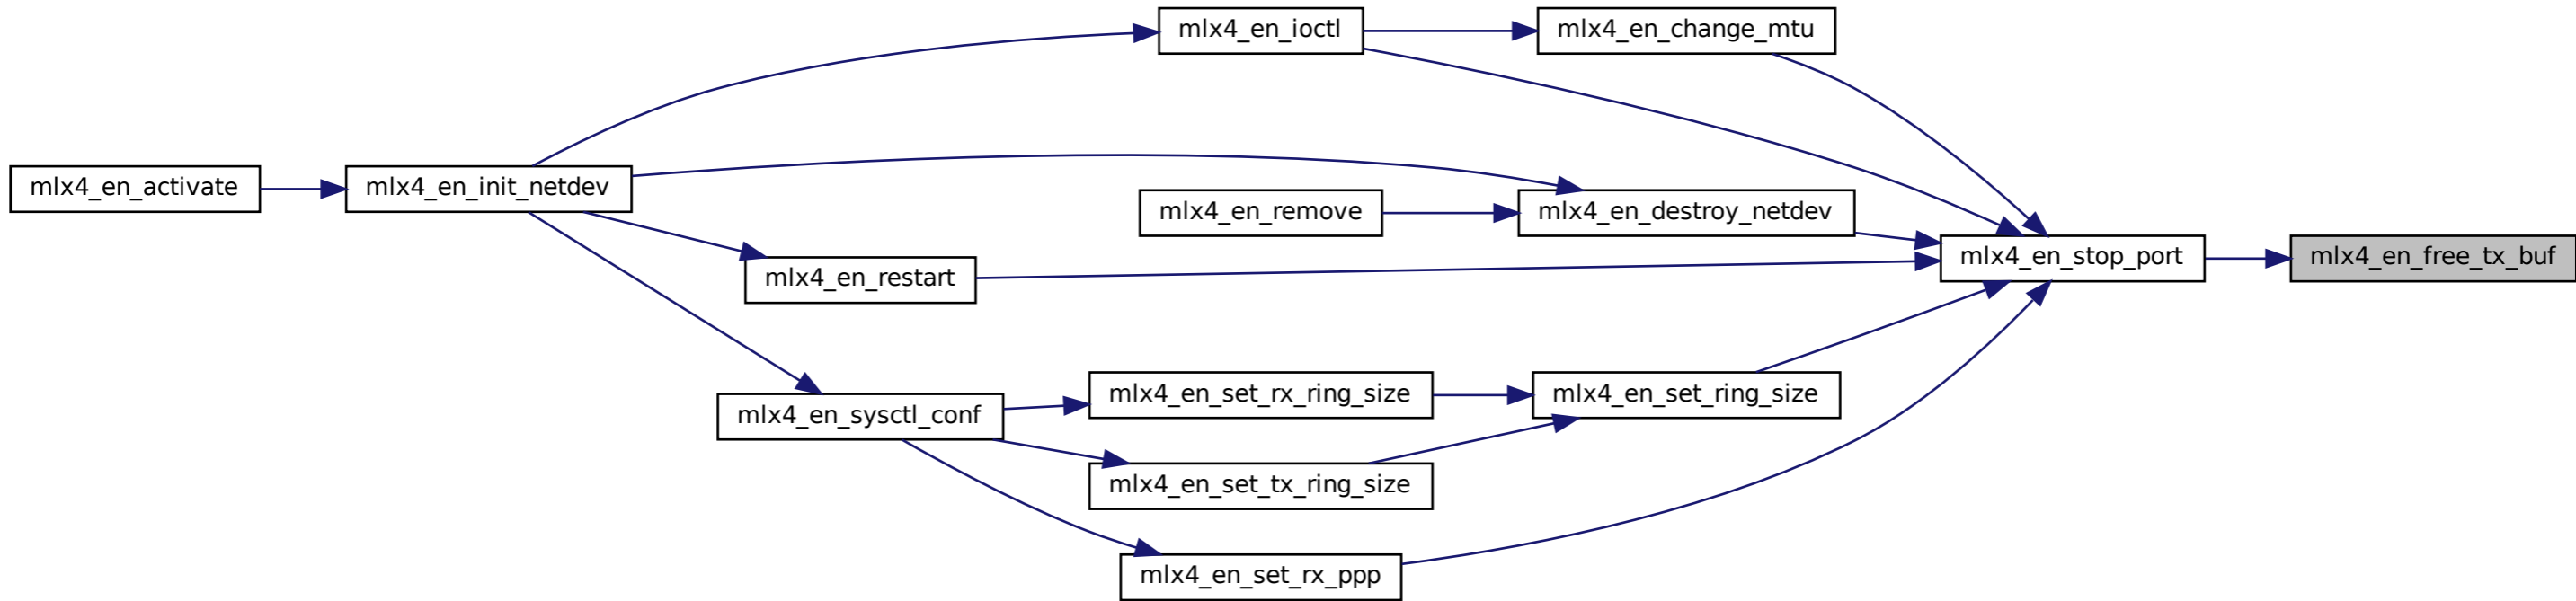 mlx4_en_ioctl
mlx4_en_change_mtu
mlx4_en_activate
mlx4_en_init_netdev
mlx4_en_remove
mlx4_en_destroy_netdev
mlx4_en_restart
mlx4_en_stop_port
mlx4_en_free_tx_buf
mlx4_en_sysctl_conf
mlx4_en_set_rx_ring_size
mlx4_en_set_ring_size
mlx4_en_set_tx_ring_size
mlx4_en_set_rx_ppp